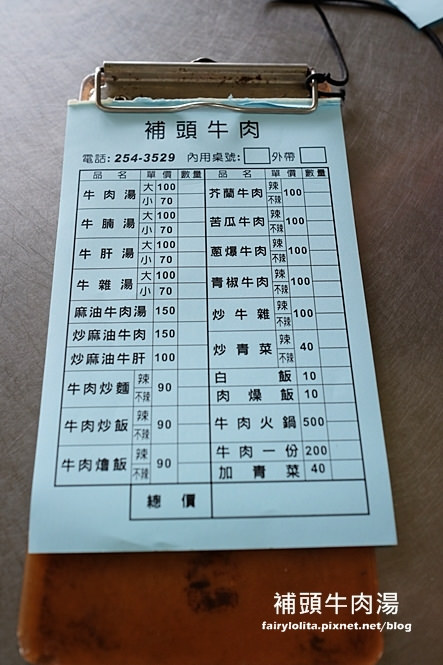 補頭牛肉
電話: 254-3529 內用桌號: 外帶
品名 單價 數量 品名 單價 數量
牛肉湯 大 100 芥蘭牛肉 辣 100
小 70 不辣
牛腩湯 大 100 苦瓜牛肉 辣 100
小 70 不辣
牛肝湯 大 100 蔥爆牛肉 辣 100
小 70 不辣
牛雜湯 大 100 青椒牛肉 辣 100
小 70 不辣
麻油牛肉湯 150 炒牛雜 辣 100
不辣
炒麻油牛肉 150 炒青菜 辣 40
炒麻油牛肝 100 不辣
牛肉炒麵 辣 90 白飯 10
不辣 肉燥飯 10
牛肉炒飯 辣 90 牛肉火鍋 500
不辣
牛肉燴飯 辣 90 牛肉一份 200
不辣 加青菜 40
總價
補頭牛肉湯
fairylolita.pixnet.net/blog